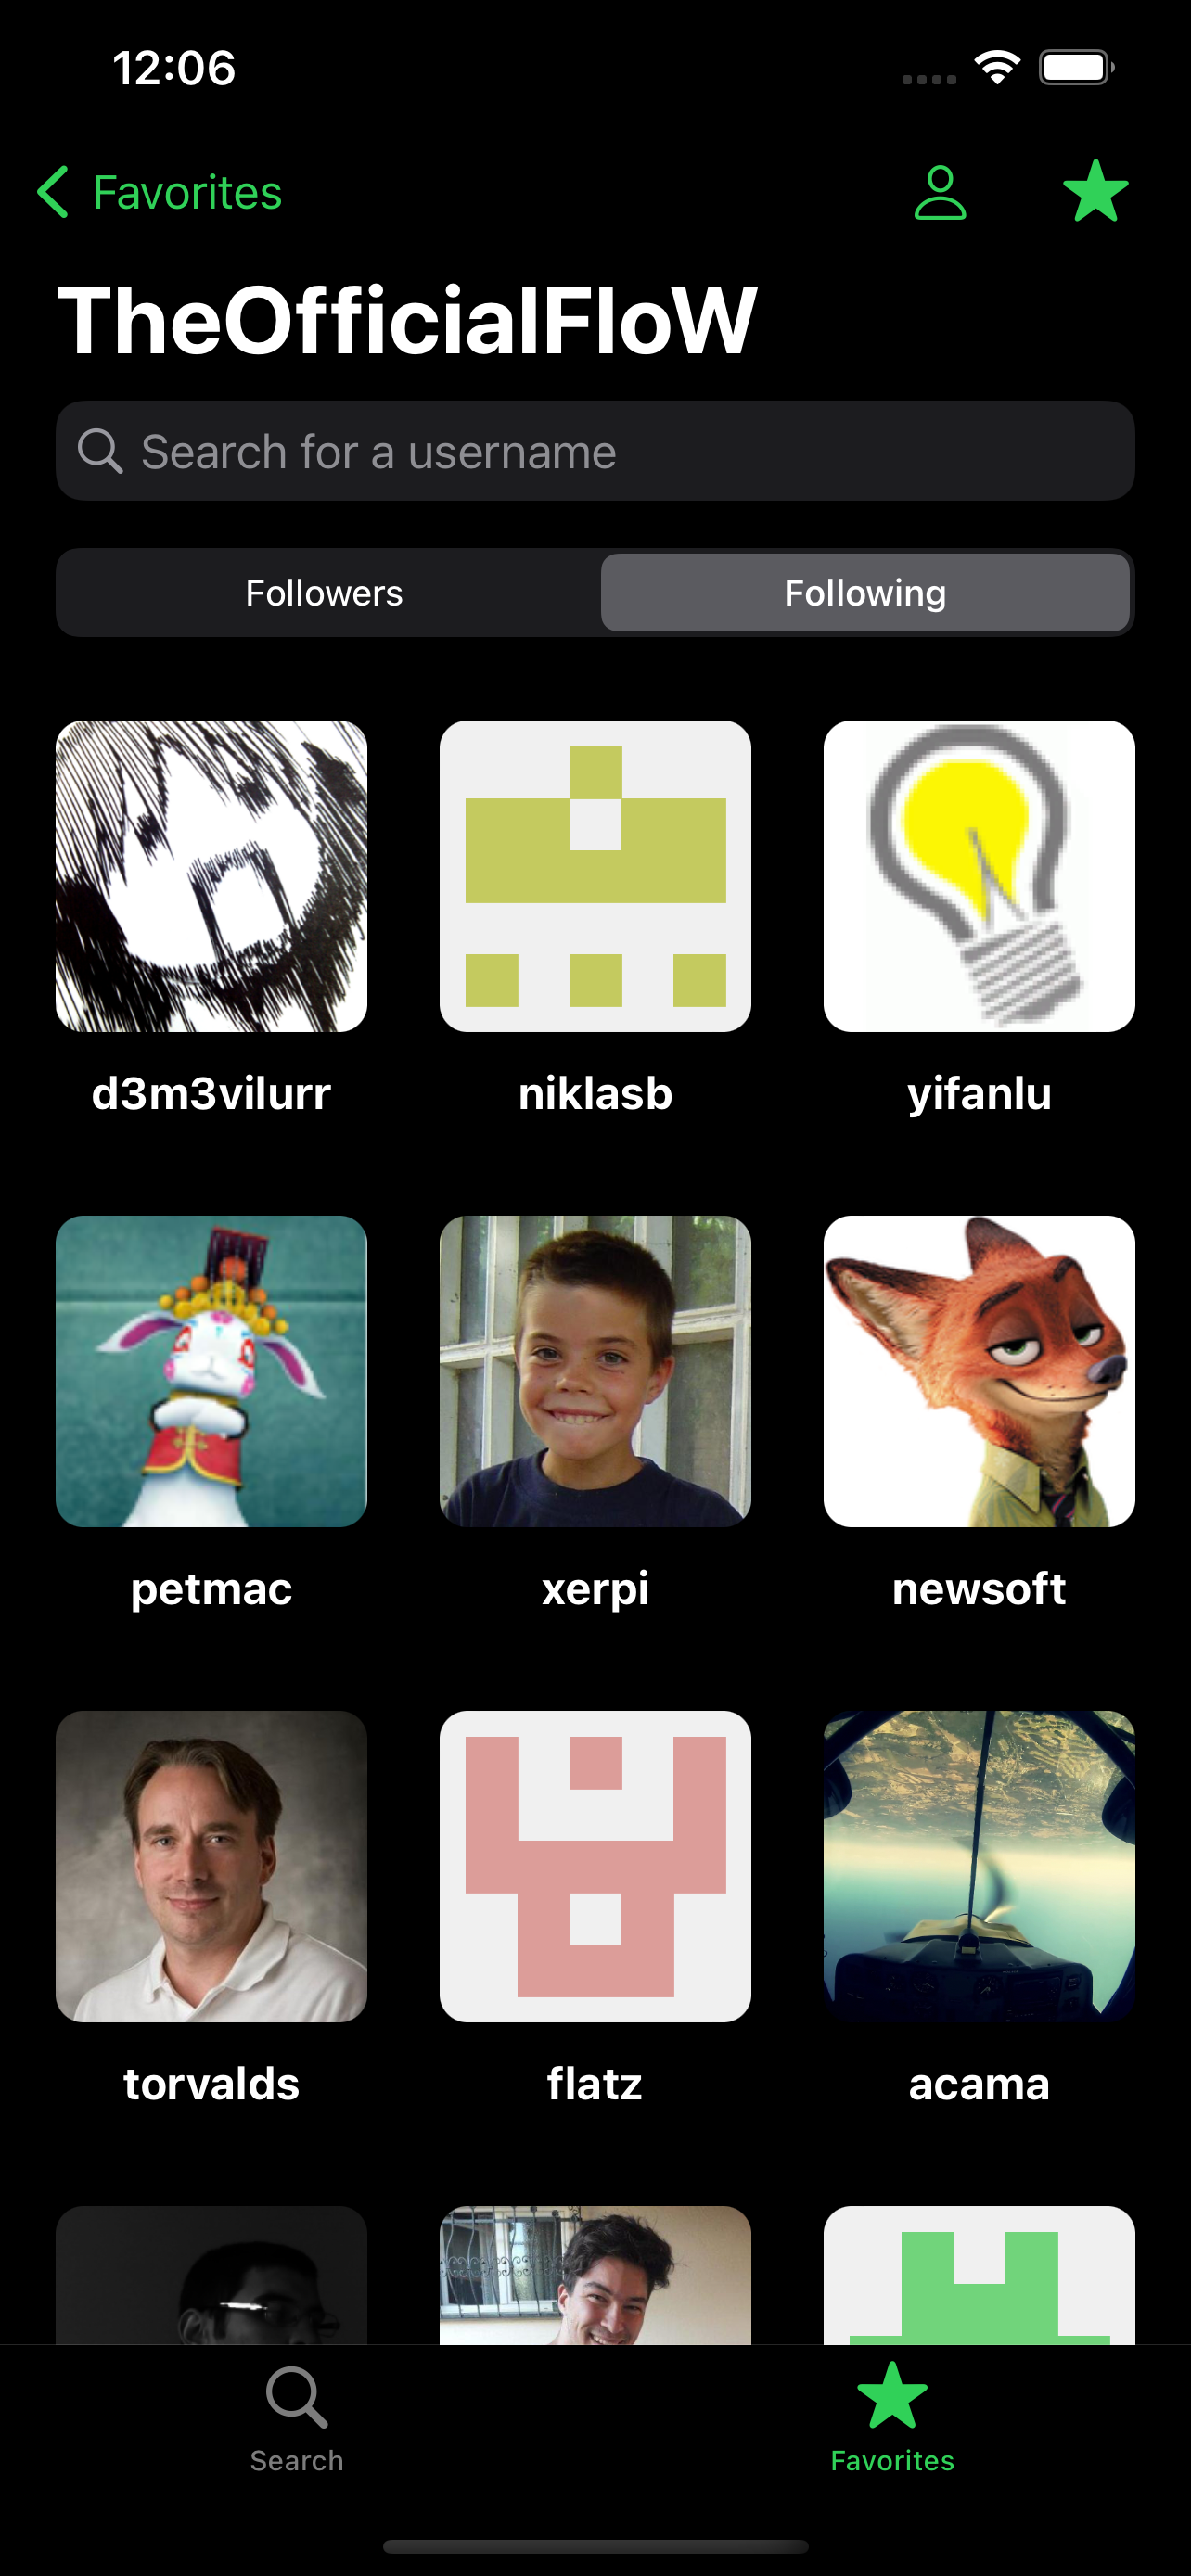 12:06
Favorites
TheOfficialFloW
Search for a username
Followers Following
d3m3vilurr niklasb yifanlu
petmac xerpi newsoft
torvalds flatz acama
Search Favorites